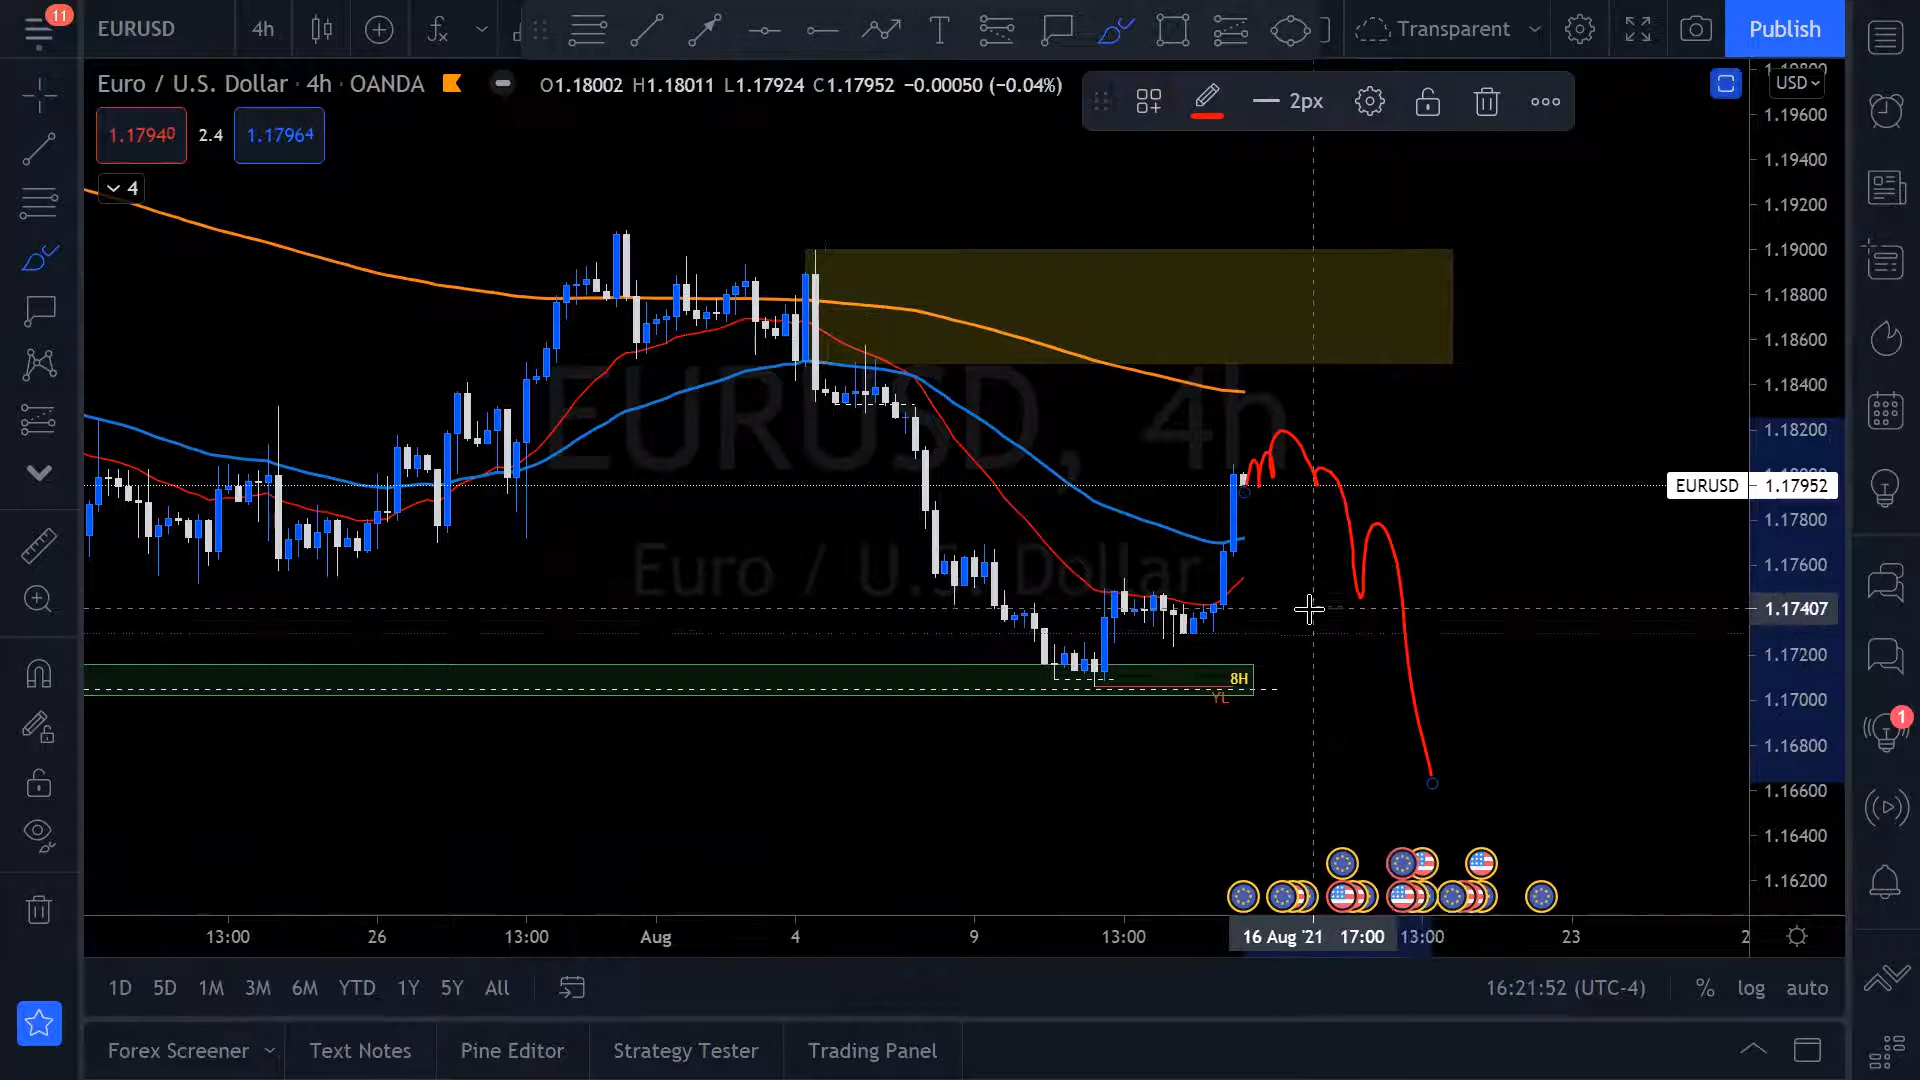 11
EURUSD
4h
Transparent
Publish
Euro / U.S. Dollar · 4h · OANDA
O1.18002 H1.18011 L1.17924 C1.17952 −0.00050 (−0.04%)
2px
USD
1.17940
2.4
1.17964
4
1.19600
1.19400
1.19200
1.19000
1.18800
1.18600
1.18400
1.18200
EURUSD 1.17952
1.17800
1.17600
1.17407
1.17200
1.17000
1.16800
1.16600
1.16400
1.16200
EURUSD, 4h
Euro / U.S. Dollar
8H
YL
1
13:00
26
13:00
Aug
4
9
13:00
16 Aug '21 17:00
13:00
23
2
1D 5D 1M 3M 6M YTD 1Y 5Y All
16:21:52 (UTC-4)
% log auto
Forex Screener
Text Notes
Pine Editor
Strategy Tester
Trading Panel